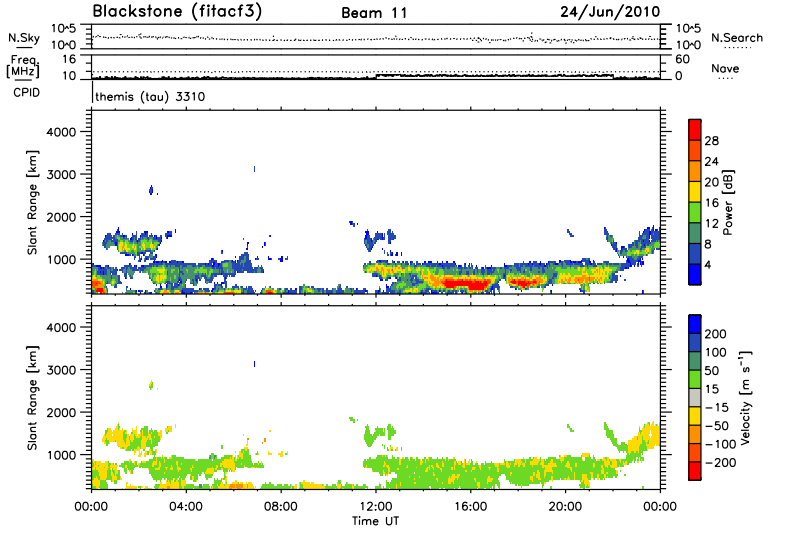 Blackstone (fitacf3) Beam 11 24/Jun/2010
N.Sky 10^5 10^0 10^5 10^0 N.Search
Freq. [MHz] 16 10 60 0 Nave
CPID themis (tau) 3310
Slant Range [km] 4000 3000 2000 1000
Power [dB] 28 24 20 16 12 8 4
Slant Range [km] 4000 3000 2000 1000
Velocity [m s^-1] 200 100 50 15 -15 -50 -100 -200
00:00 04:00 08:00 12:00 16:00 20:00 00:00
Time UT